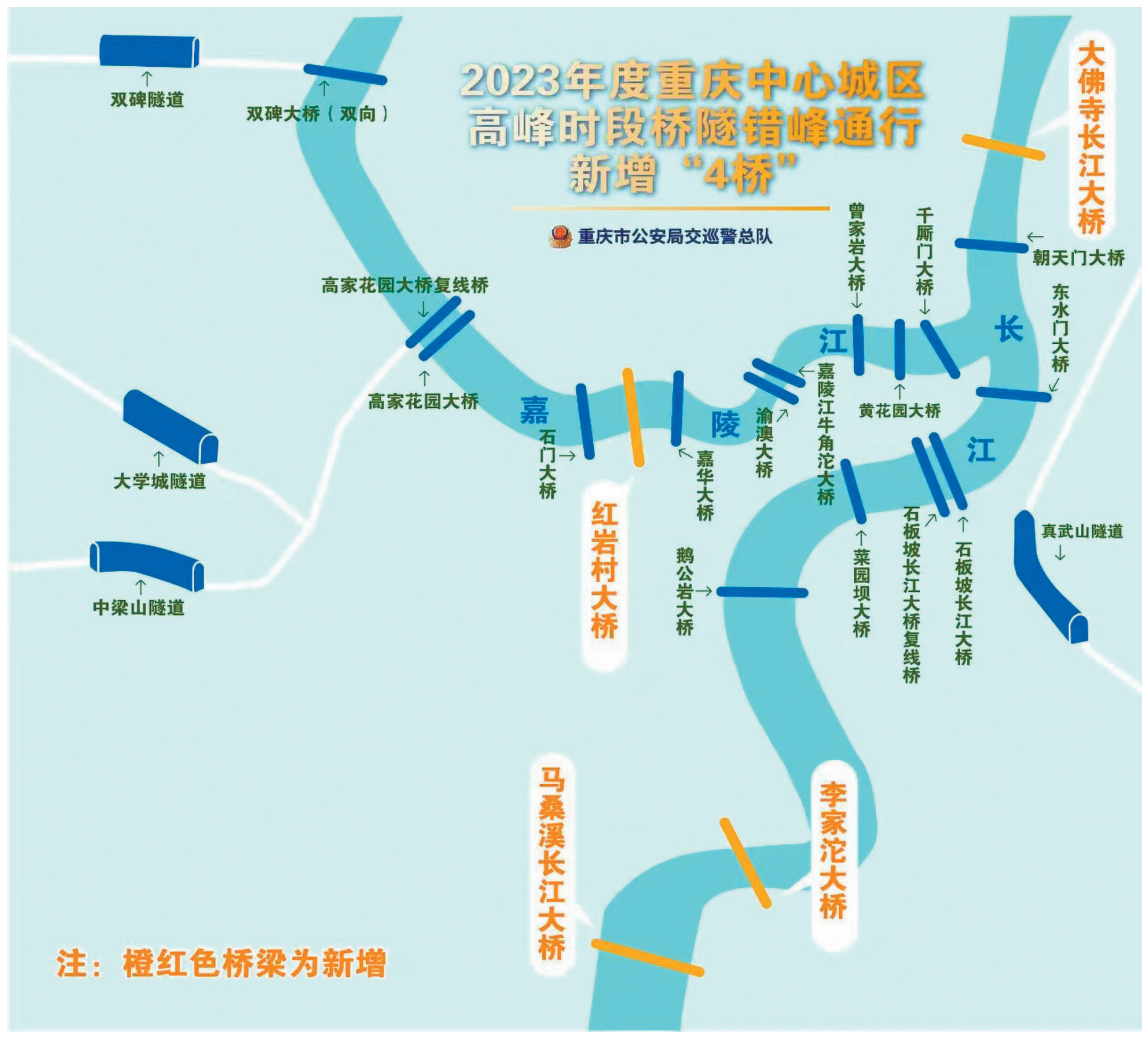 2023年度重庆中心城区
高峰时段桥隧错峰通行
新增“4桥”
重庆市公安局交巡警总队
双碑隧道
双碑大桥（双向）
大佛寺长江大桥
曾家岩大桥
千厮门大桥
朝天门大桥
东水门大桥
高家花园大桥复线桥
高家花园大桥
嘉
陵
江
长
江
石门大桥
红岩村大桥
嘉华大桥
渝澳大桥
嘉陵江牛角沱大桥
黄花园大桥
大学城隧道
中梁山隧道
鹅公岩大桥
菜园坝大桥
石板坡长江大桥复线桥
石板坡长江大桥
真武山隧道
马桑溪长江大桥
李家沱大桥
注：橙红色桥梁为新增